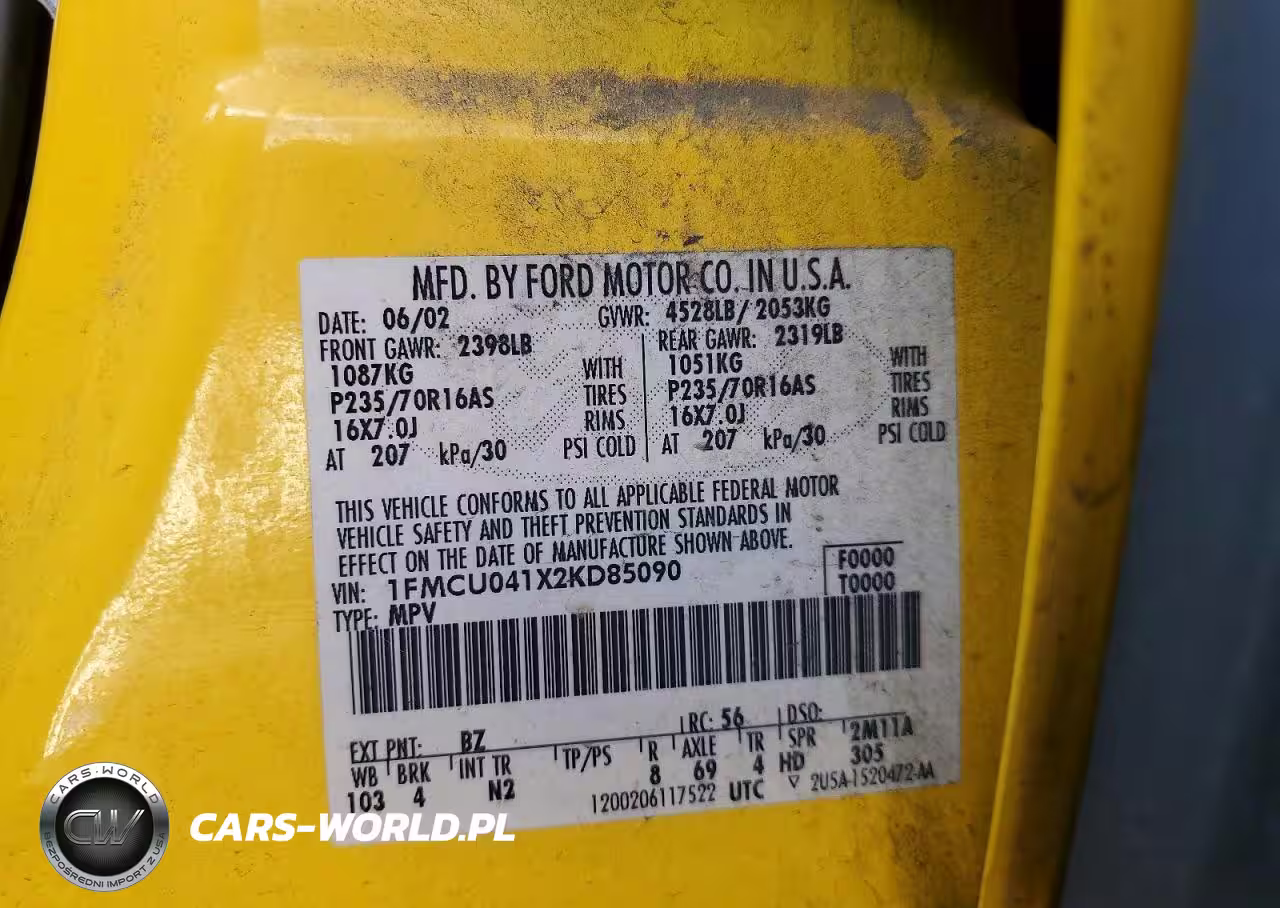 MFD. BY FORD MOTOR CO. IN U.S.A.
DATE: 06/02 GVWR: 4528LB/ 2053KG
FRONT GAWR: 2398LB REAR GAWR: 2319LB
1087KG WITH 1051KG WITH
P235/70R16AS TIRES P235/70R16AS TIRES
16X7.0J RIMS 16X7.0J RIMS
AT 207 kPa/30 PSI COLD AT 207 kPa/30 PSI COLD
THIS VEHICLE CONFORMS TO ALL APPLICABLE FEDERAL MOTOR
VEHICLE SAFETY AND THEFT PREVENTION STANDARDS IN
EFFECT ON THE DATE OF MANUFACTURE SHOWN ABOVE.
VIN: 1FMCU041X2KD85090 F0000
TYPE: MPV T0000
EXT PNT: BZ RC: 56 DSO:
WB BRK INT TR TP/PS R AXLE TR SPR 2M11A
103 4 N2 8 69 4 HD 305
1200206117522 UTC ▽ 2U5A-1520472-AA
CARS-WORLD
CW
BEZPOŚREDNI IMPORT Z USA
CARS-WORLD.PL